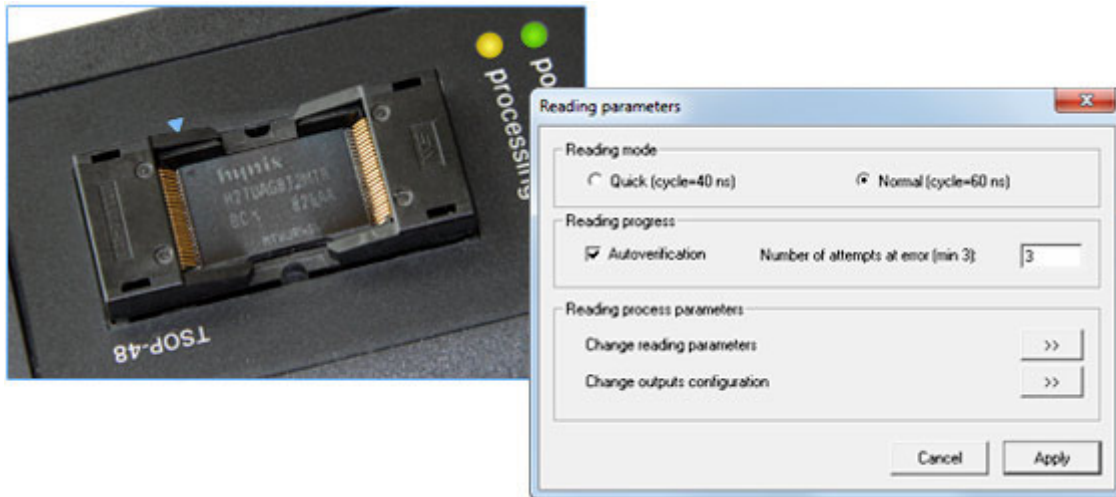 hynix
processing
TSOP-48
Reading parameters
Reading mode
Quick (cycle=40 ns)
Normal (cycle=60 ns)
Reading progress
Autoverification
Number of attempts at error (min 3):
3
Reading process parameters
Change reading parameters
>>
Change outputs configuration
>>
Cancel
Apply